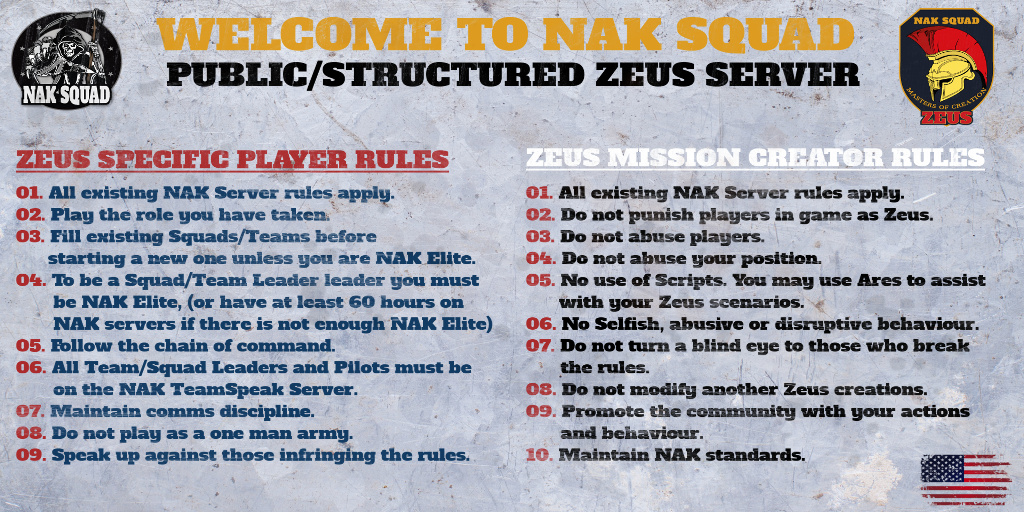 WELCOME TO NAK SQUAD
PUBLIC/STRUCTURED ZEUS SERVER
NAK SQUAD
NAK SQUAD
MASTERS OF CREATION
ZEUS
ZEUS SPECIFIC PLAYER RULES
01. All existing NAK Server rules apply.
02. Play the role you have taken.
03. Fill existing Squads/Teams before
starting a new one unless you are NAK Elite.
04. To be a Squad/Team Leader leader you must
be NAK Elite, (or have at least 60 hours on
NAK servers if there is not enough NAK Elite)
05. Follow the chain of command.
06. All Team/Squad Leaders and Pilots must be
on the NAK TeamSpeak Server.
07. Maintain comms discipline.
08. Do not play as a one man army.
09. Speak up against those infringing the rules.
ZEUS MISSION CREATOR RULES
01. All existing NAK Server rules apply.
02. Do not punish players in game as Zeus.
03. Do not abuse players.
04. Do not abuse your position.
05. No use of Scripts. You may use Ares to assist
with your Zeus scenarios.
06. No Selfish, abusive or disruptive behaviour.
07. Do not turn a blind eye to those who break
the rules.
08. Do not modify another Zeus creations.
09. Promote the community with your actions
and behaviour.
10. Maintain NAK standards.